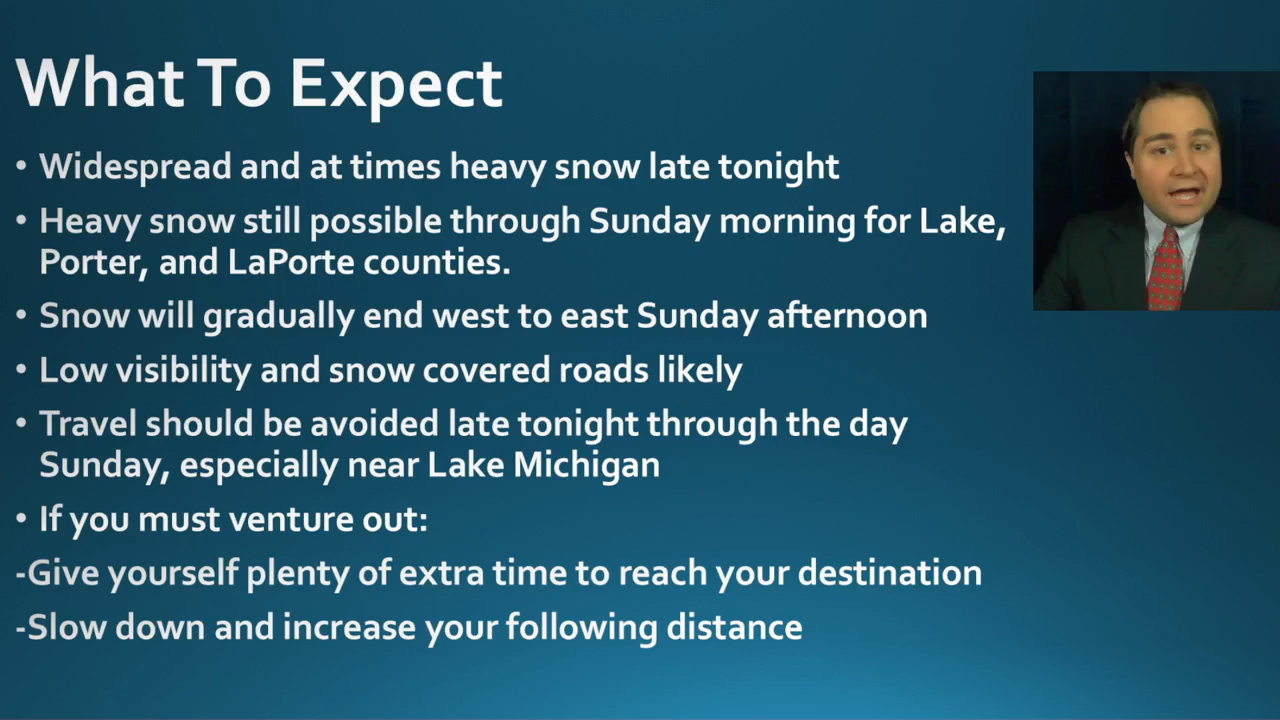 What To Expect
• Widespread and at times heavy snow late tonight
• Heavy snow still possible through Sunday morning for Lake,
Porter, and LaPorte counties.
• Snow will gradually end west to east Sunday afternoon
• Low visibility and snow covered roads likely
• Travel should be avoided late tonight through the day
Sunday, especially near Lake Michigan
• If you must venture out:
-Give yourself plenty of extra time to reach your destination
-Slow down and increase your following distance